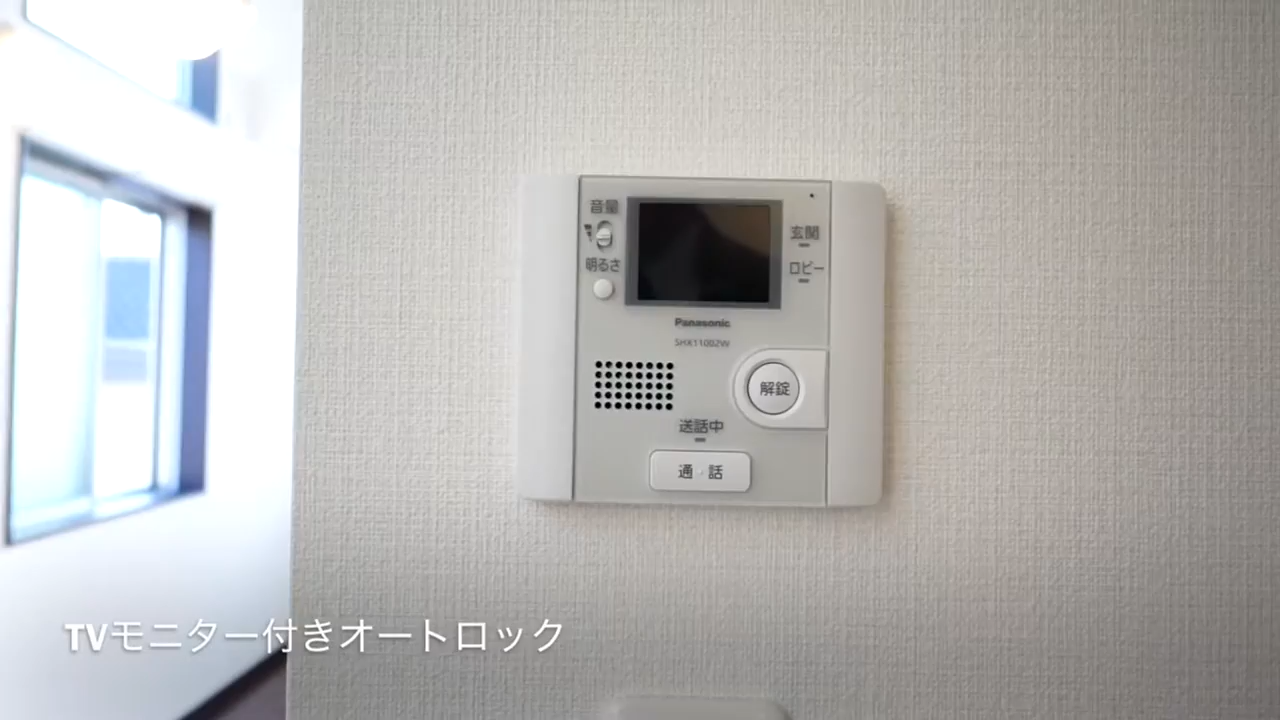 音量
明るさ
玄関
ロビー
Panasonic
SHX11002W
解錠
送話中
通話
TVモニター付きオートロック